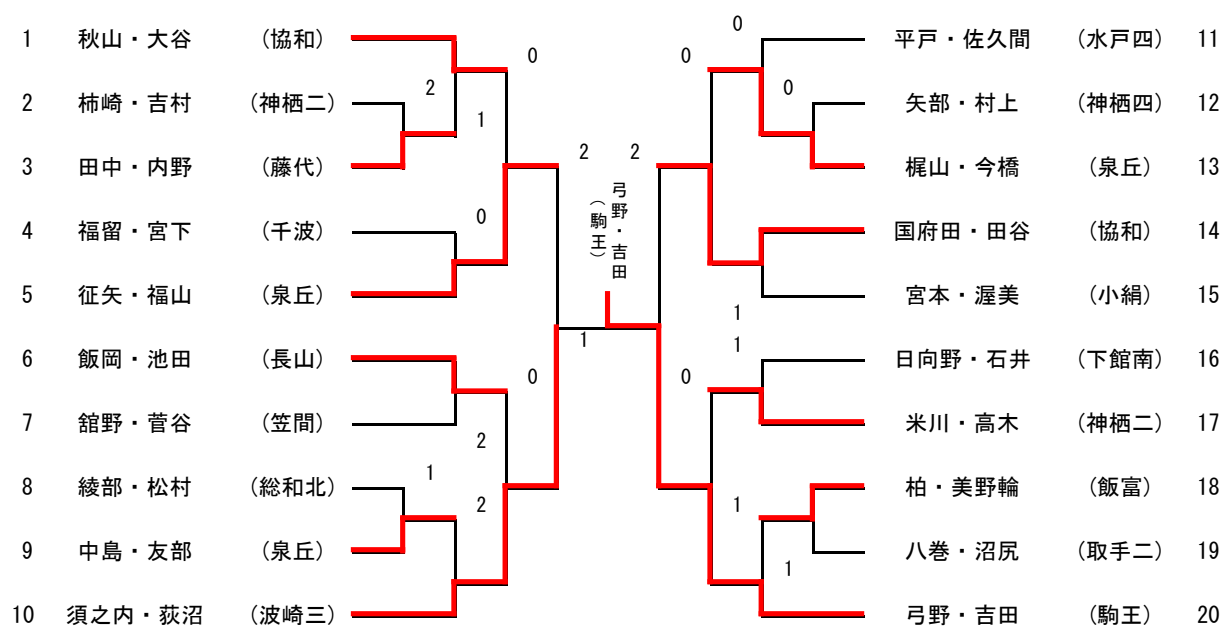 1 秋山・大谷 (協和)
2 柿崎・吉村 (神栖二)
3 田中・内野 (藤代)
4 福留・宮下 (千波)
5 征矢・福山 (泉丘)
6 飯岡・池田 (長山)
7 舘野・菅谷 (笠間)
8 綾部・松村 (総和北)
9 中島・友部 (泉丘)
10 須之内・荻沼 (波崎三)
0
2
1
0
0
2
1
2
2 2
弓野・吉田
(駒王)
1
0
0
0
1
1
0
1
1
平戸・佐久間 (水戸四) 11
矢部・村上 (神栖四) 12
梶山・今橋 (泉丘) 13
国府田・田谷 (協和) 14
宮本・渥美 (小絹) 15
日向野・石井 (下館南) 16
米川・高木 (神栖二) 17
柏・美野輪 (飯富) 18
八巻・沼尻 (取手二) 19
弓野・吉田 (駒王) 20